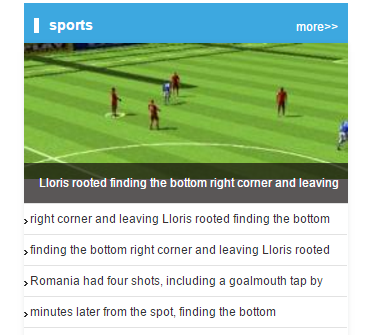 sports
more>>
Lloris rooted finding the bottom right corner and leaving
right corner and leaving Lloris rooted finding the bottom
finding the bottom right corner and leaving Lloris rooted
Romania had four shots, including a goalmouth tap by
minutes later from the spot, finding the bottom